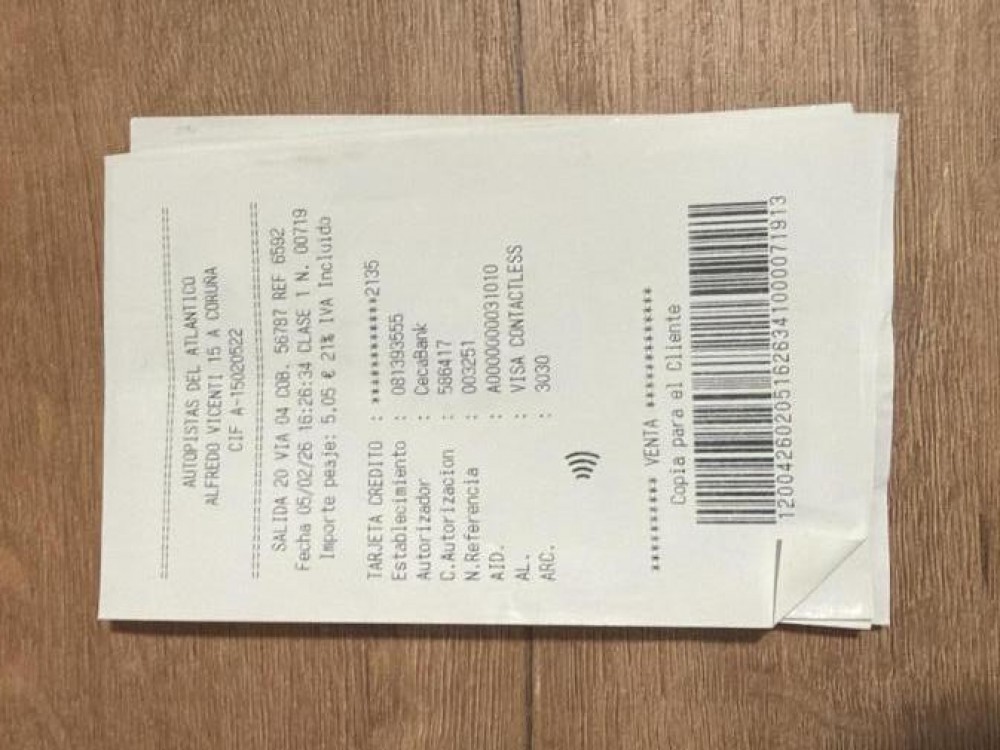 ==============================
AUTOPISTAS DEL ATLANTICO
ALFREDO VICENTI 15 A CORUÑA
CIF A-15020522
==============================
SALIDA 20 VIA 04 COB. 56787 REF 6592
Fecha 05/02/26 16:26:34 CLASE 1 N. 00719
Importe peaje: 5,05 € 21% IVA Incluido
TARJETA CREDITO : ************2135
Establecimiento : 081393555
Autorizador : CecaBank
C.Autorizacion : 586417
N.Referencia : 003251
AID. : A0000000031010
AL. : VISA CONTACTLESS
ARC. : 3030
********* VENTA ************
Copia para el Cliente
120042602051626341000071913